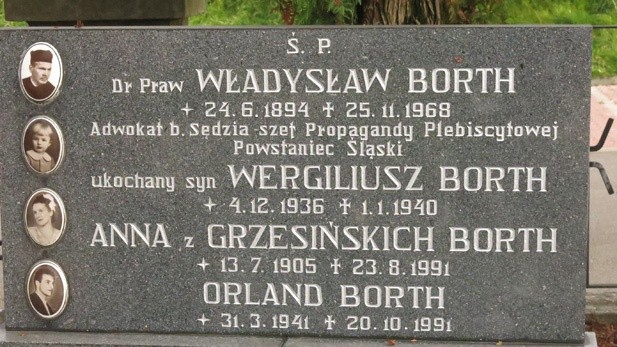 Ś. P.
Dr Praw WŁADYSŁAW BORTH
✦ 24.6.1894 ✝ 25.11.1968
Adwokat b. Sędzia szef Propagandy Plebiscytowej
Powstaniec Śląski
ukochany syn WERGILIUSZ BORTH
✦ 4.12.1936 ✝ 1.1.1940
ANNA z GRZESIŃSKICH BORTH
✦ 13.7.1905 ✝ 23.8.1991
ORLAND BORTH
✦ 31.3.1941 ✝ 20.10.1991